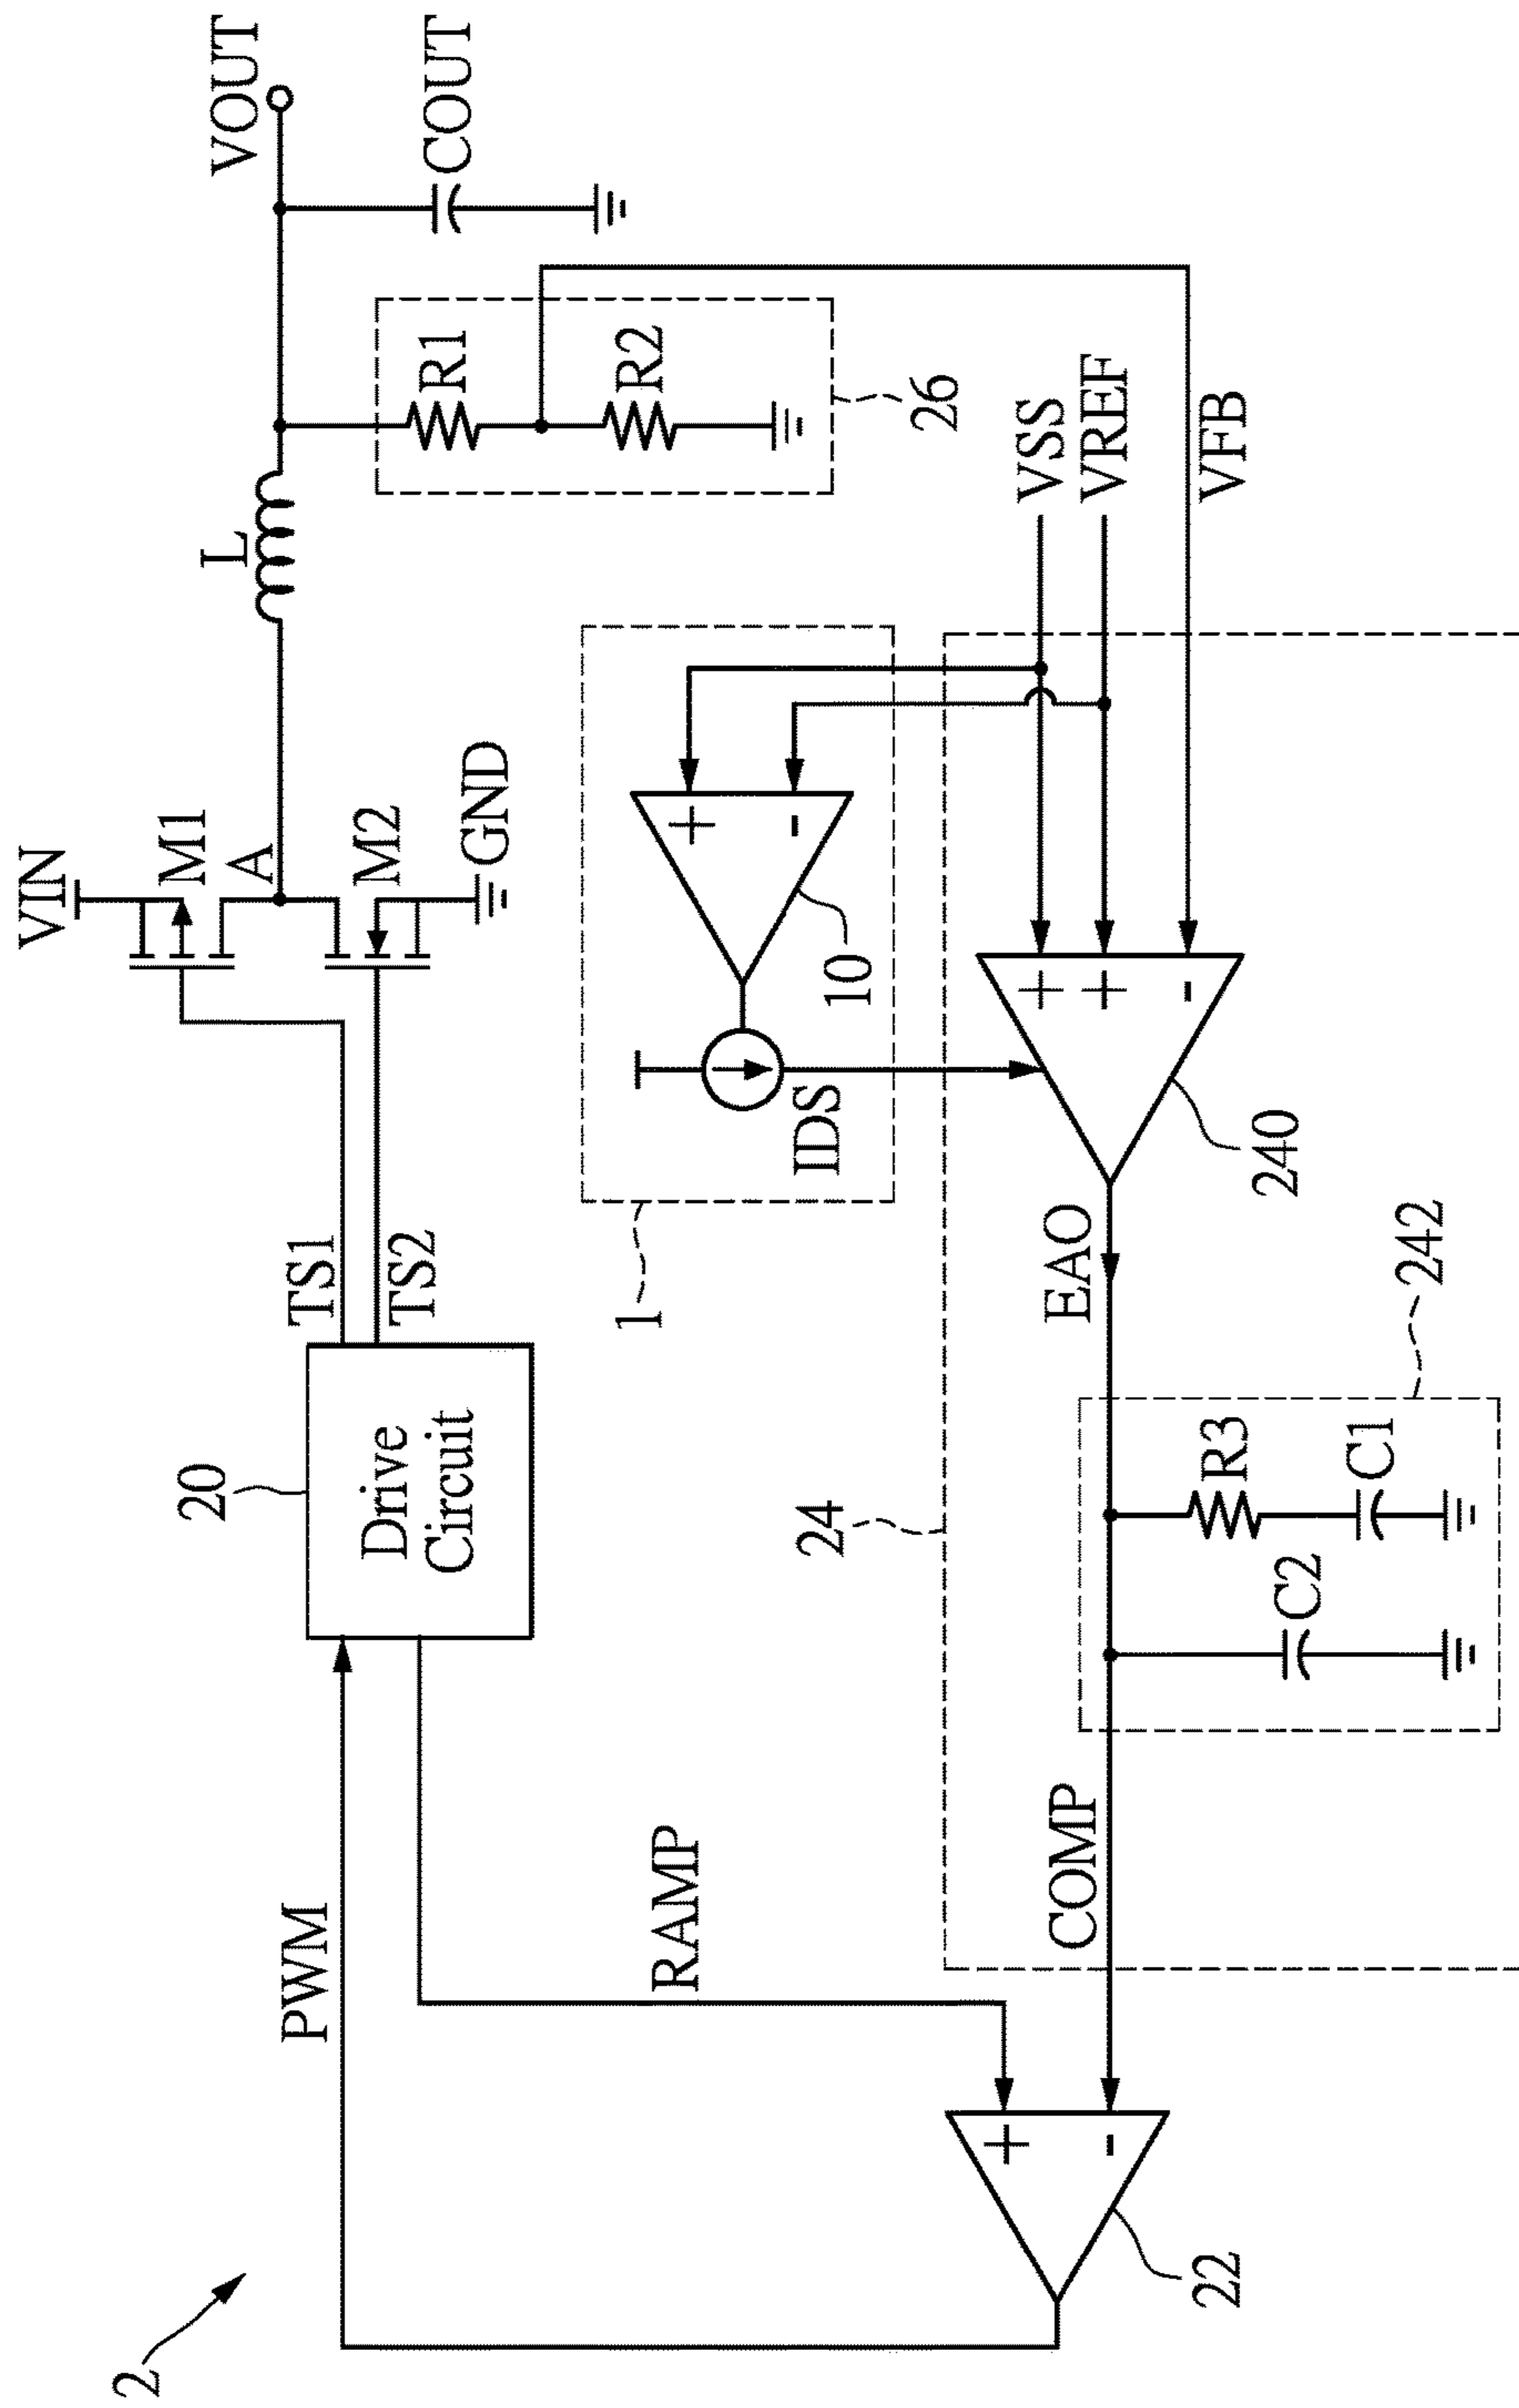 2
VIN
M1
A
M2
GND
L
VOUT
COUT
R1
R2
26
20
Drive
Circuit
TS1
TS2
PWM
RAMP
1
IDS
10
+
-
VSS
VREF
VFB
24
240
+
+
-
EAO
COMP
242
R3
C1
C2
22
+
-